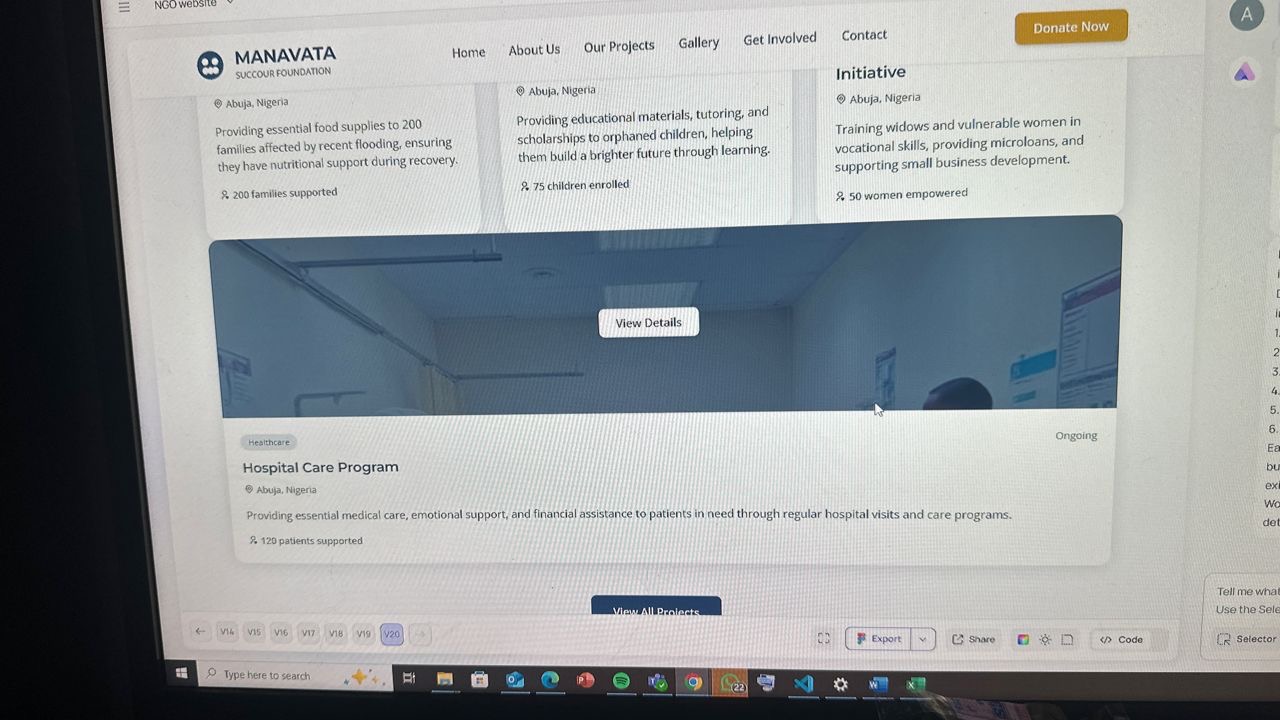 NGO website
A
MANAVATA
SUCCOUR FOUNDATION
Home
About Us
Our Projects
Gallery
Get Involved
Contact
Donate Now
Abuja, Nigeria
Providing essential food supplies to 200
families affected by recent flooding, ensuring
they have nutritional support during recovery.
200 families supported
Abuja, Nigeria
Providing educational materials, tutoring, and
scholarships to orphaned children, helping
them build a brighter future through learning.
75 children enrolled
Initiative
Abuja, Nigeria
Training widows and vulnerable women in
vocational skills, providing microloans, and
supporting small business development.
50 women empowered
View Details
Healthcare
Ongoing
Hospital Care Program
Abuja, Nigeria
Providing essential medical care, emotional support, and financial assistance to patients in need through regular hospital visits and care programs.
120 patients supported
View All Projects
1.
2
3.
4.
5.
6.
Ea
bu
exi
Wo
det
Tell me what
Use the Sele
Selector
V14
V15
V16
V17
V18
V19
V20
Export
Share
Code
Type here to search
22